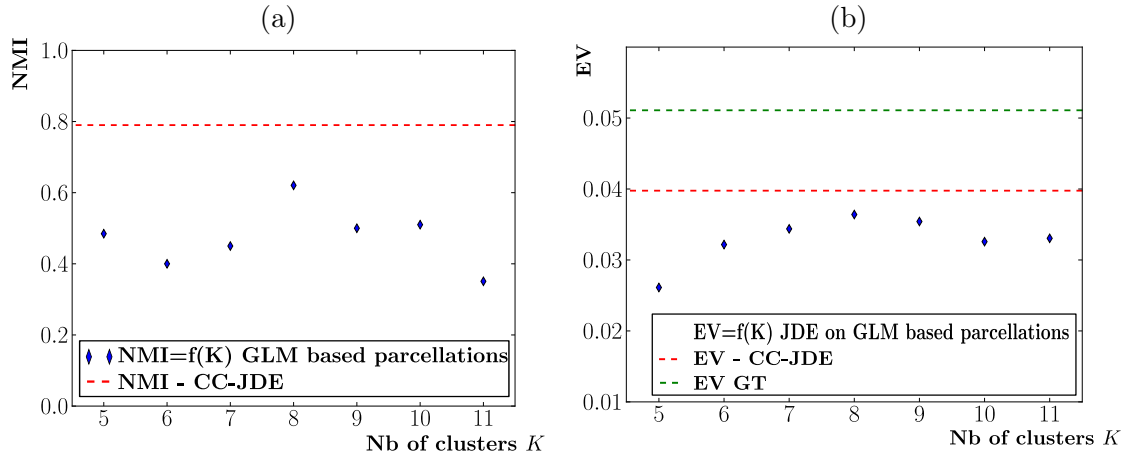 (a)
NMI
1.0
0.8
0.6
0.4
0.2
0.0
NMI=f(K) GLM based parcellations
NMI - CC-JDE
5 6 7 8 9 10 11
Nb of clusters K
(b)
EV
0.05
0.04
0.03
0.02
0.01
EV=f(K) JDE on GLM based parcellations
EV - CC-JDE
EV GT
5 6 7 8 9 10 11
Nb of clusters K